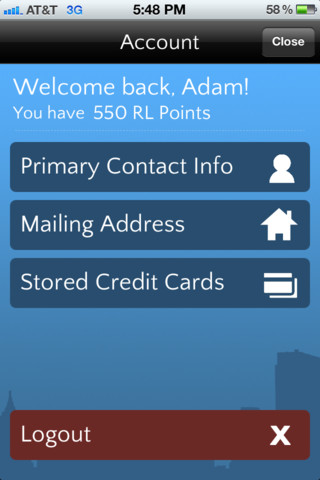 AT&T 3G 5:48 PM 58 %
Account Close
Welcome back, Adam!
You have 550 RL Points
Primary Contact Info
Mailing Address
Stored Credit Cards
Logout X